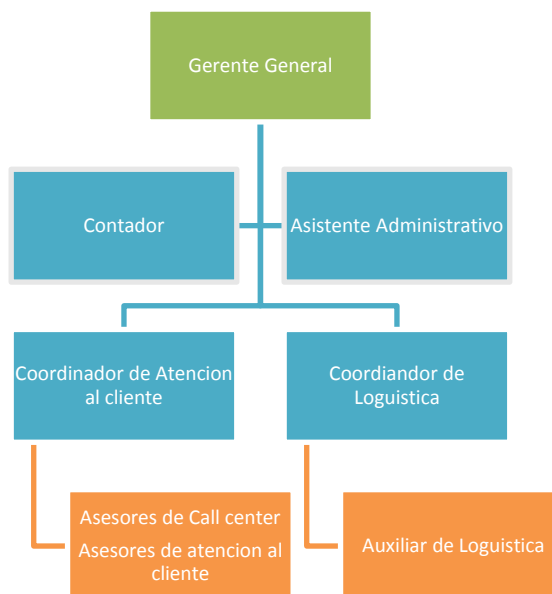 Gerente General
Contador
Asistente Administrativo
Coordinador de Atencion
al cliente
Coordiandor de
Loguistica
Asesores de Call center
Asesores de atencion al
cliente
Auxiliar de Loguistica